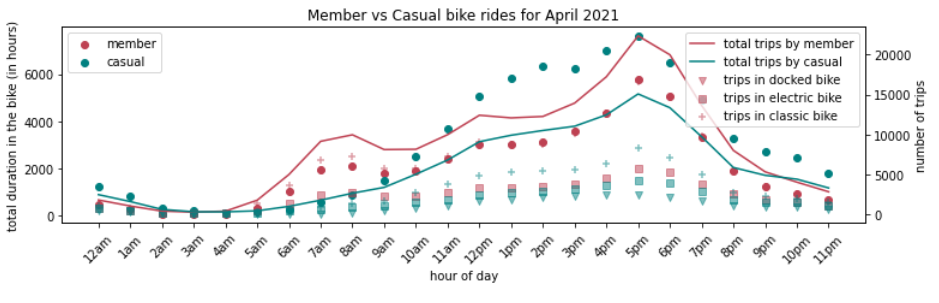 Member vs Casual bike rides for April 2021
total duration in the bike (in hours)
6000
4000
2000
0
member
casual
total trips by member
total trips by casual
trips in docked bike
trips in electric bike
trips in classic bike
20000
15000
10000
5000
0
number of trips
12am 1am 2am 3am 4am 5am 6am 7am 8am 9am 10am 11am 12pm 1pm 2pm 3pm 4pm 5pm 6pm 7pm 8pm 9pm 10pm 11pm
hour of day